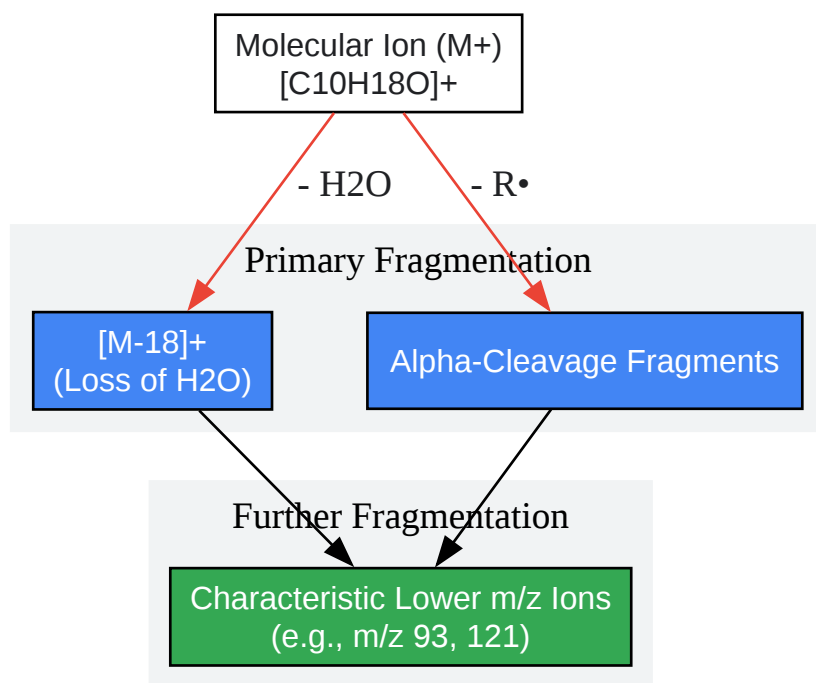 Molecular Ion (M+)
[C10H18O]+
- H2O
- R•
Primary Fragmentation
[M-18]+
(Loss of H2O)
Alpha-Cleavage Fragments
Further Fragmentation
Characteristic Lower m/z Ions
(e.g., m/z 93, 121)